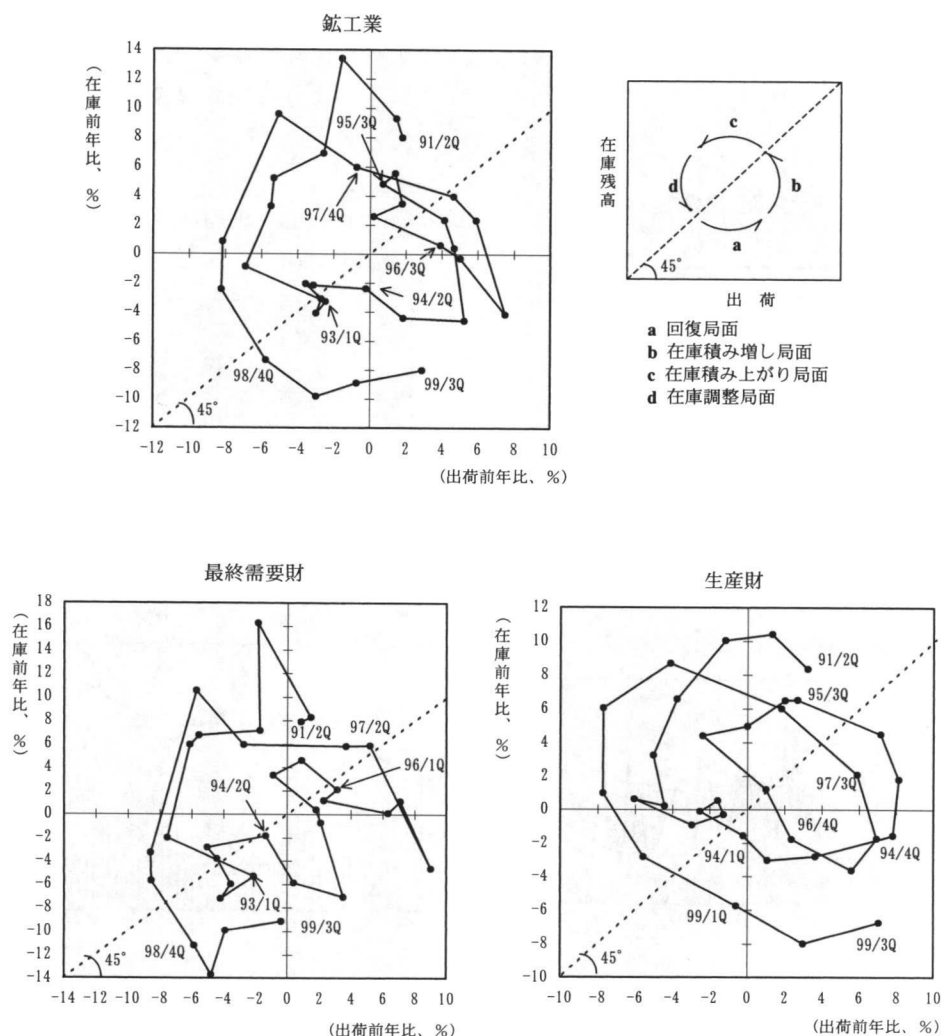 鉱工業
(在庫前年比、%)
14
12
10
8
6
4
2
0
-2
-4
-6
-8
-10
-12
-12 -10 -8 -6 -4 -2 0 2 4 6 8 10
(出荷前年比、%)
95/3Q
91/2Q
97/4Q
96/3Q
94/2Q
93/1Q
98/4Q
99/3Q
45°
在庫残高
c
d
b
a
45°
出荷
a 回復局面
b 在庫積み増し局面
c 在庫積み上がり局面
d 在庫調整局面
最終需要財
(在庫前年比、%)
18
16
14
12
10
8
6
4
2
0
-2
-4
-6
-8
-10
-12
-14
-14 -12 -10 -8 -6 -4 -2 0 2 4 6 8 10
(出荷前年比、%)
91/2Q
97/2Q
96/1Q
94/2Q
93/1Q
99/3Q
98/4Q
45°
生産財
(在庫前年比、%)
12
10
8
6
4
2
0
-2
-4
-6
-8
-10
-10 -8 -6 -4 -2 0 2 4 6 8 10
(出荷前年比、%)
91/2Q
95/3Q
97/3Q
96/4Q
94/4Q
94/1Q
99/1Q
99/3Q
45°